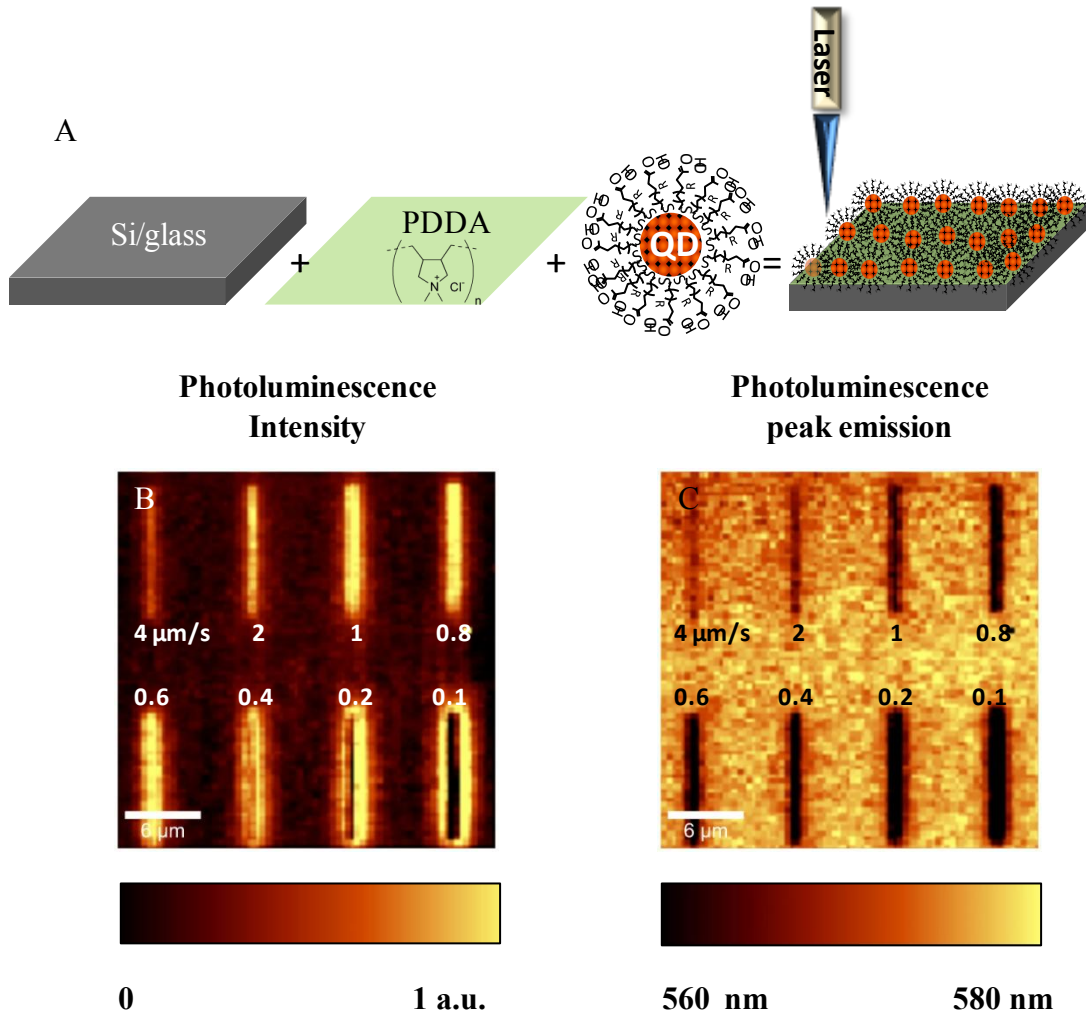 Laser
A
Si/glass
+
PDDA
N+ Cl-
n
+
QD
R
OH
O
=
Photoluminescence
Intensity
Photoluminescence
peak emission
B
4 µm/s 2 1 0.8
0.6 0.4 0.2 0.1
6 µm
C
4 µm/s 2 1 0.8
0.6 0.4 0.2 0.1
6 µm
0 1 a.u.
560 nm 580 nm